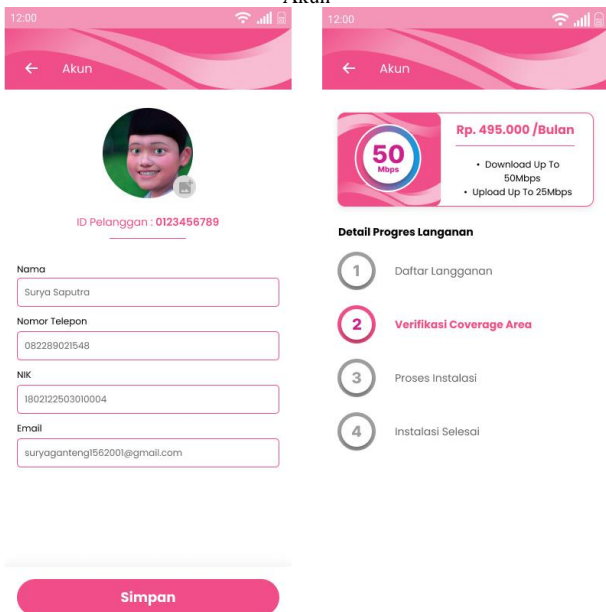 Akun
12:00
Akun
ID Pelanggan : 0123456789
Nama
Surya Saputra
Nomor Telepon
082289021548
NIK
1802122503010004
Email
suryaganteng1562001@gmail.com
Simpan
12:00
Akun
50
Mbps
Rp. 495.000 /Bulan
• Download Up To
50Mbps
• Upload Up To 25Mbps
Detail Progres Langanan
1 Daftar Langganan
2 Verifikasi Coverage Area
3 Proses Instalasi
4 Instalasi Selesai